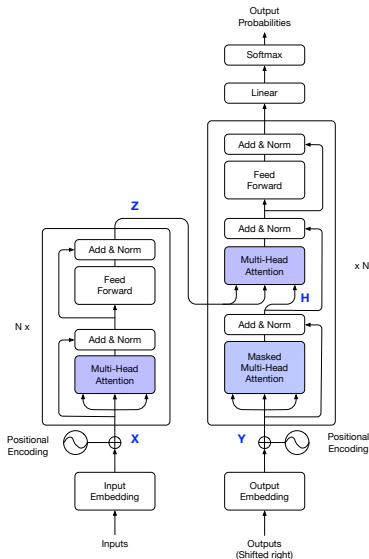 Output
Probabilities
Softmax
Linear
Add & Norm
Feed
Forward
Add & Norm
Multi-Head
Attention
H
x N
Add & Norm
Masked
Multi-Head
Attention
Z
Add & Norm
Feed
Forward
N x
Add & Norm
Multi-Head
Attention
Positional
Encoding
X
Y
Positional
Encoding
Input
Embedding
Output
Embedding
Inputs
Outputs
(Shifted right)